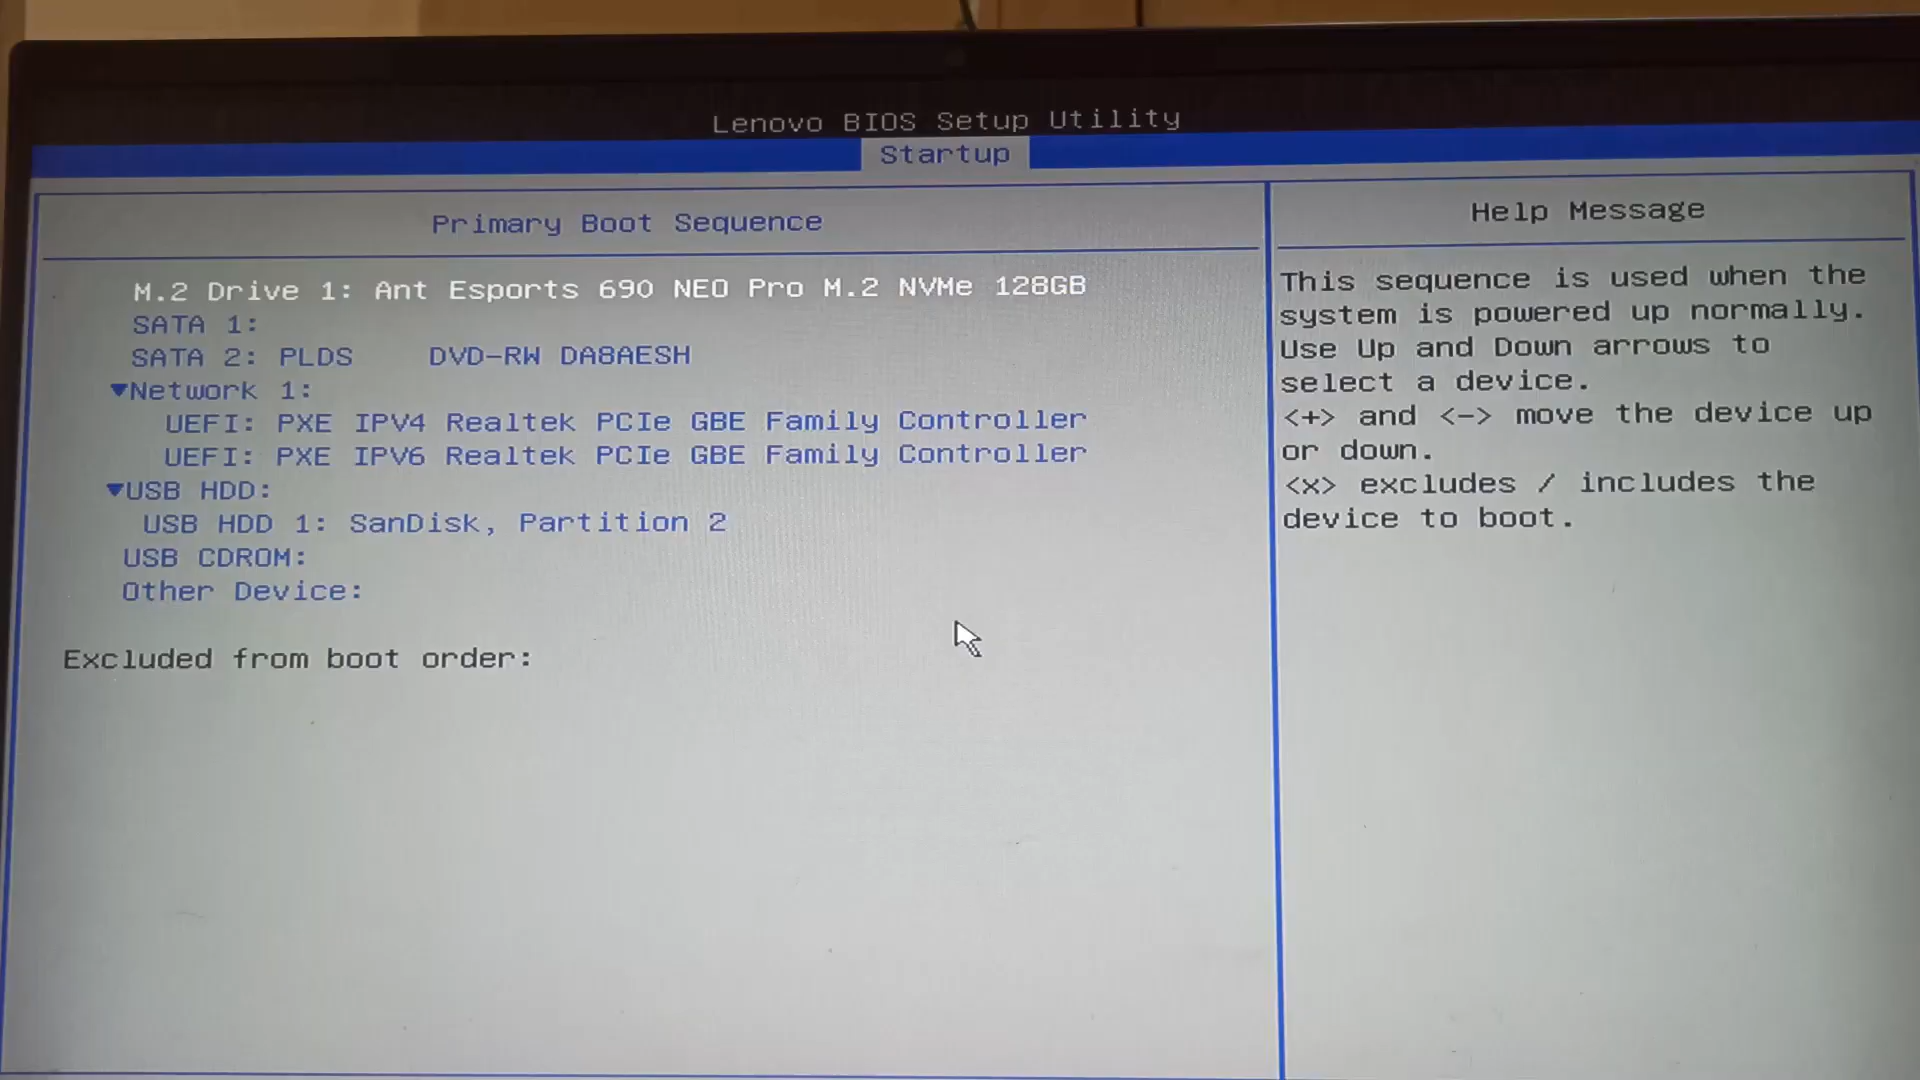 Lenovo BIOS Setup Utility
Startup
Primary Boot Sequence
M.2 Drive 1: Ant Esports 690 NEO Pro M.2 NVMe 128GB
SATA 1:
SATA 2: PLDS DVD-RW DA8AESH
▼Network 1:
UEFI: PXE IPV4 Realtek PCIe GBE Family Controller
UEFI: PXE IPV6 Realtek PCIe GBE Family Controller
▼USB HDD:
USB HDD 1: SanDisk, Partition 2
USB CDROM:
Other Device:
Excluded from boot order:
Help Message
This sequence is used when the
system is powered up normally.
Use Up and Down arrows to
select a device.
<+> and <-> move the device up
or down.
<x> excludes / includes the
device to boot.